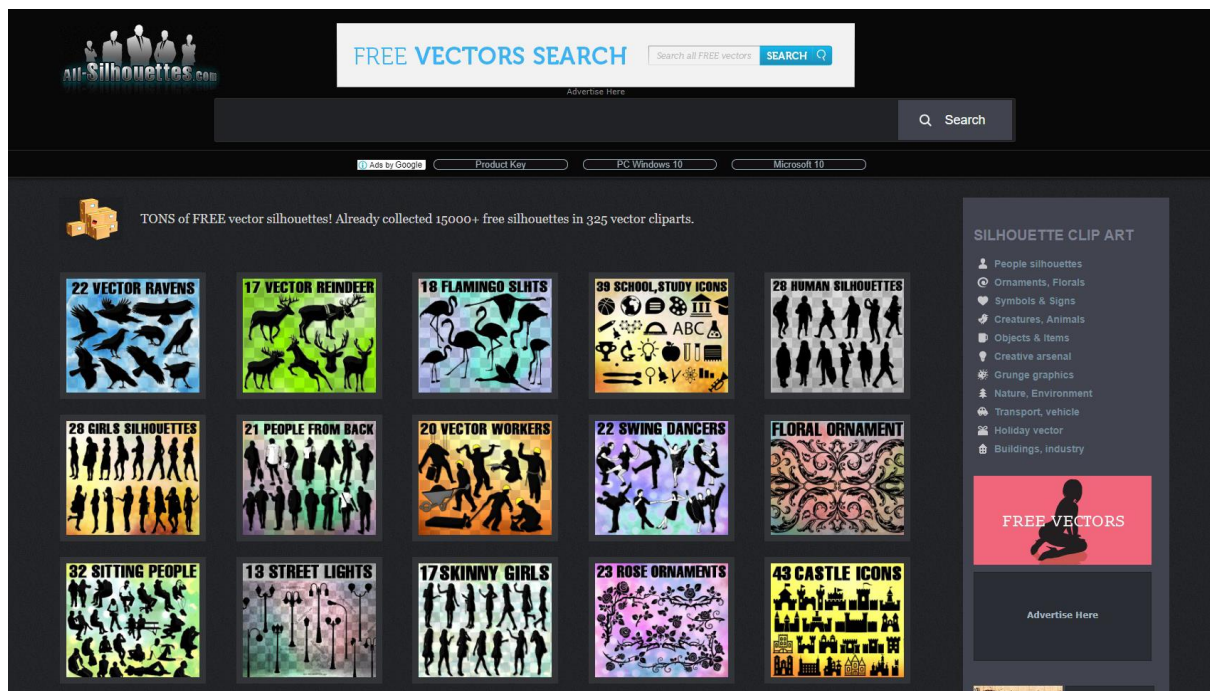 All-Silhouettes.com
FREE VECTORS SEARCH
Search all FREE vectors
SEARCH
Advertise Here
Search
Ads by Google
Product Key
PC Windows 10
Microsoft 10
TONS of FREE vector silhouettes! Already collected 15000+ free silhouettes in 325 vector cliparts.
22 VECTOR RAVENS
17 VECTOR REINDEER
18 FLAMINGO SLHTS
39 SCHOOL,STUDY ICONS
ABC
28 HUMAN SILHOUETTES
28 GIRLS SILHOUETTES
21 PEOPLE FROM BACK
20 VECTOR WORKERS
22 SWING DANCERS
FLORAL ORNAMENT
32 SITTING PEOPLE
13 STREET LIGHTS
17 SKINNY GIRLS
23 ROSE ORNAMENTS
43 CASTLE ICONS
SILHOUETTE CLIP ART
People silhouettes
Ornaments, Florals
Symbols & Signs
Creatures, Animals
Objects & Items
Creative arsenal
Grunge graphics
Nature, Environment
Transport, vehicle
Holiday vector
Buildings, industry
FREE VECTORS
Advertise Here